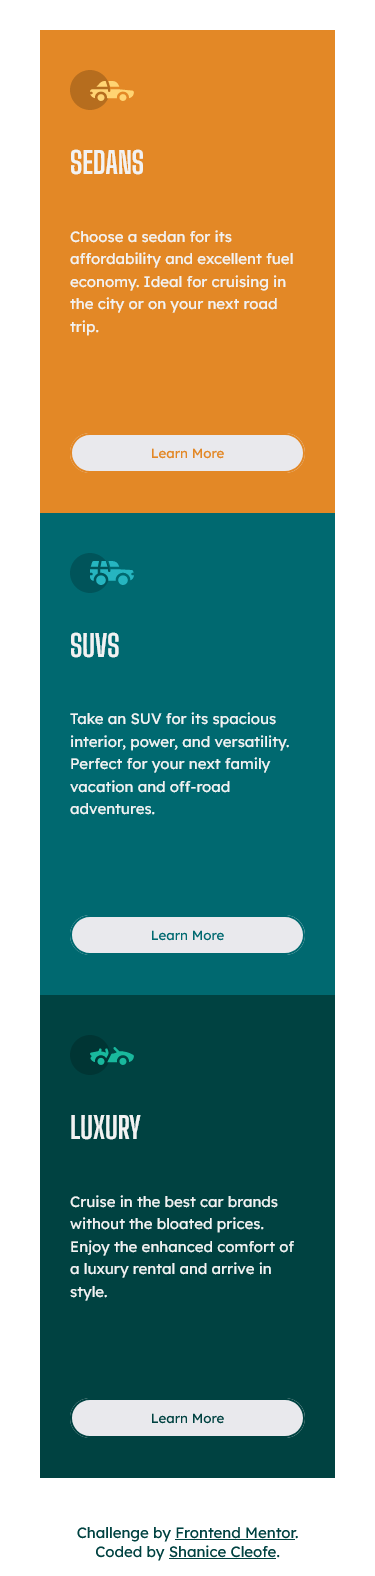 SEDANS
Choose a sedan for its
affordability and excellent fuel
economy. Ideal for cruising in
the city or on your next road
trip.
Learn More
SUVS
Take an SUV for its spacious
interior, power, and versatility.
Perfect for your next family
vacation and off-road
adventures.
Learn More
LUXURY
Cruise in the best car brands
without the bloated prices.
Enjoy the enhanced comfort of
a luxury rental and arrive in
style.
Learn More
Challenge by Frontend Mentor.
Coded by Shanice Cleofe.